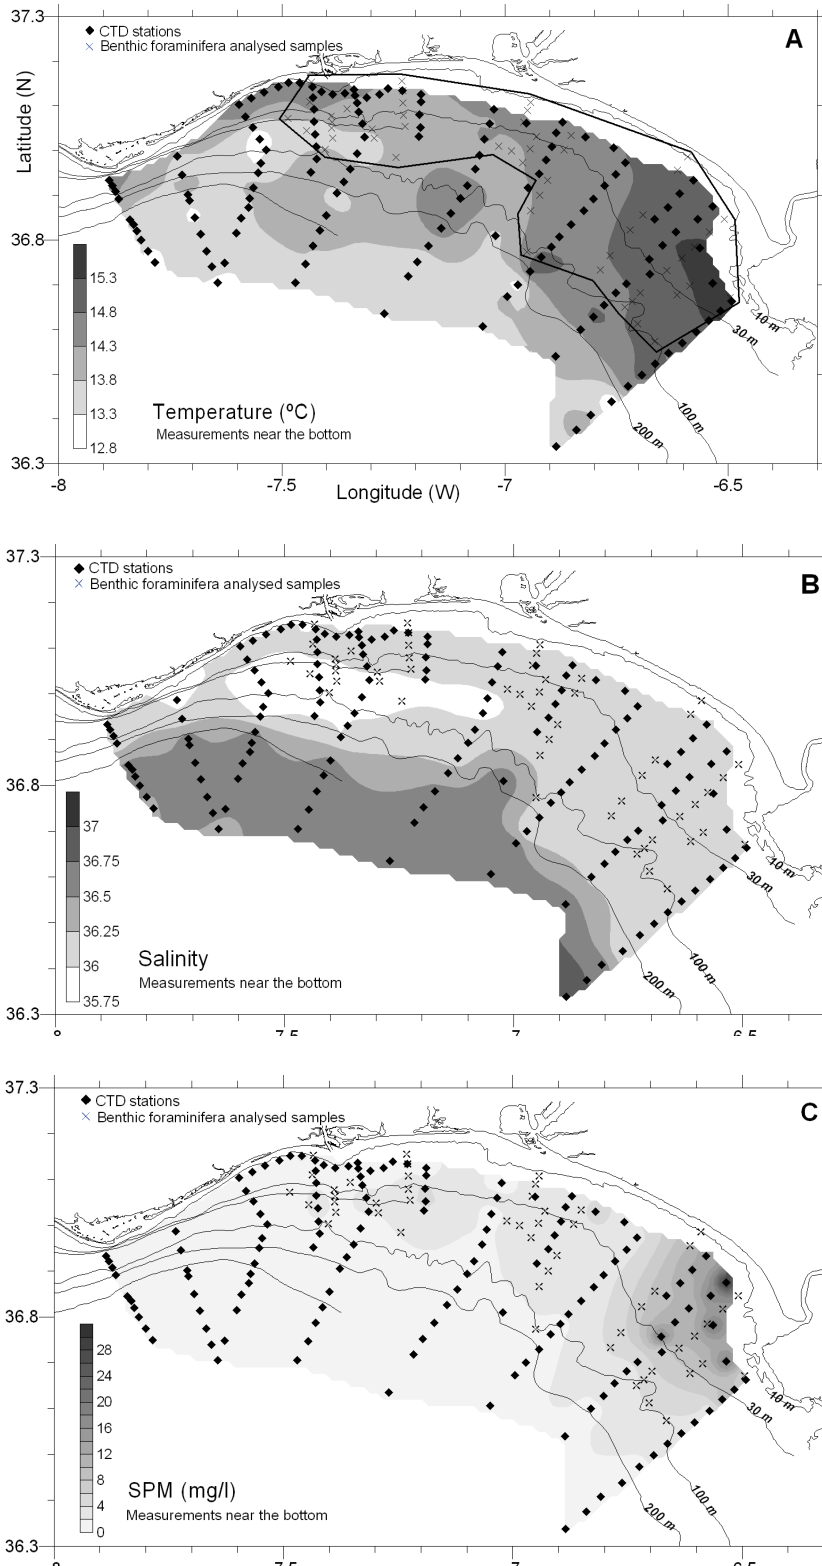 37.3
CTD stations
Benthic foraminifera analysed samples
A
Latitude (N)
36.8
15.3
14.8
14.3
13.8
13.3
12.8
Temperature (ºC)
Measurements near the bottom
10 m
30 m
100 m
200 m
36.3
-8
-7.5
-7
-6.5
Longitude (W)
37.3
CTD stations
Benthic foraminifera analysed samples
B
36.8
37
36.75
36.5
36.25
36
35.75
Salinity
Measurements near the bottom
10 m
30 m
100 m
200 m
36.3
37.3
CTD stations
Benthic foraminifera analysed samples
C
36.8
28
24
20
16
12
8
4
0
SPM (mg/l)
Measurements near the bottom
10 m
30 m
100 m
200 m
36.3